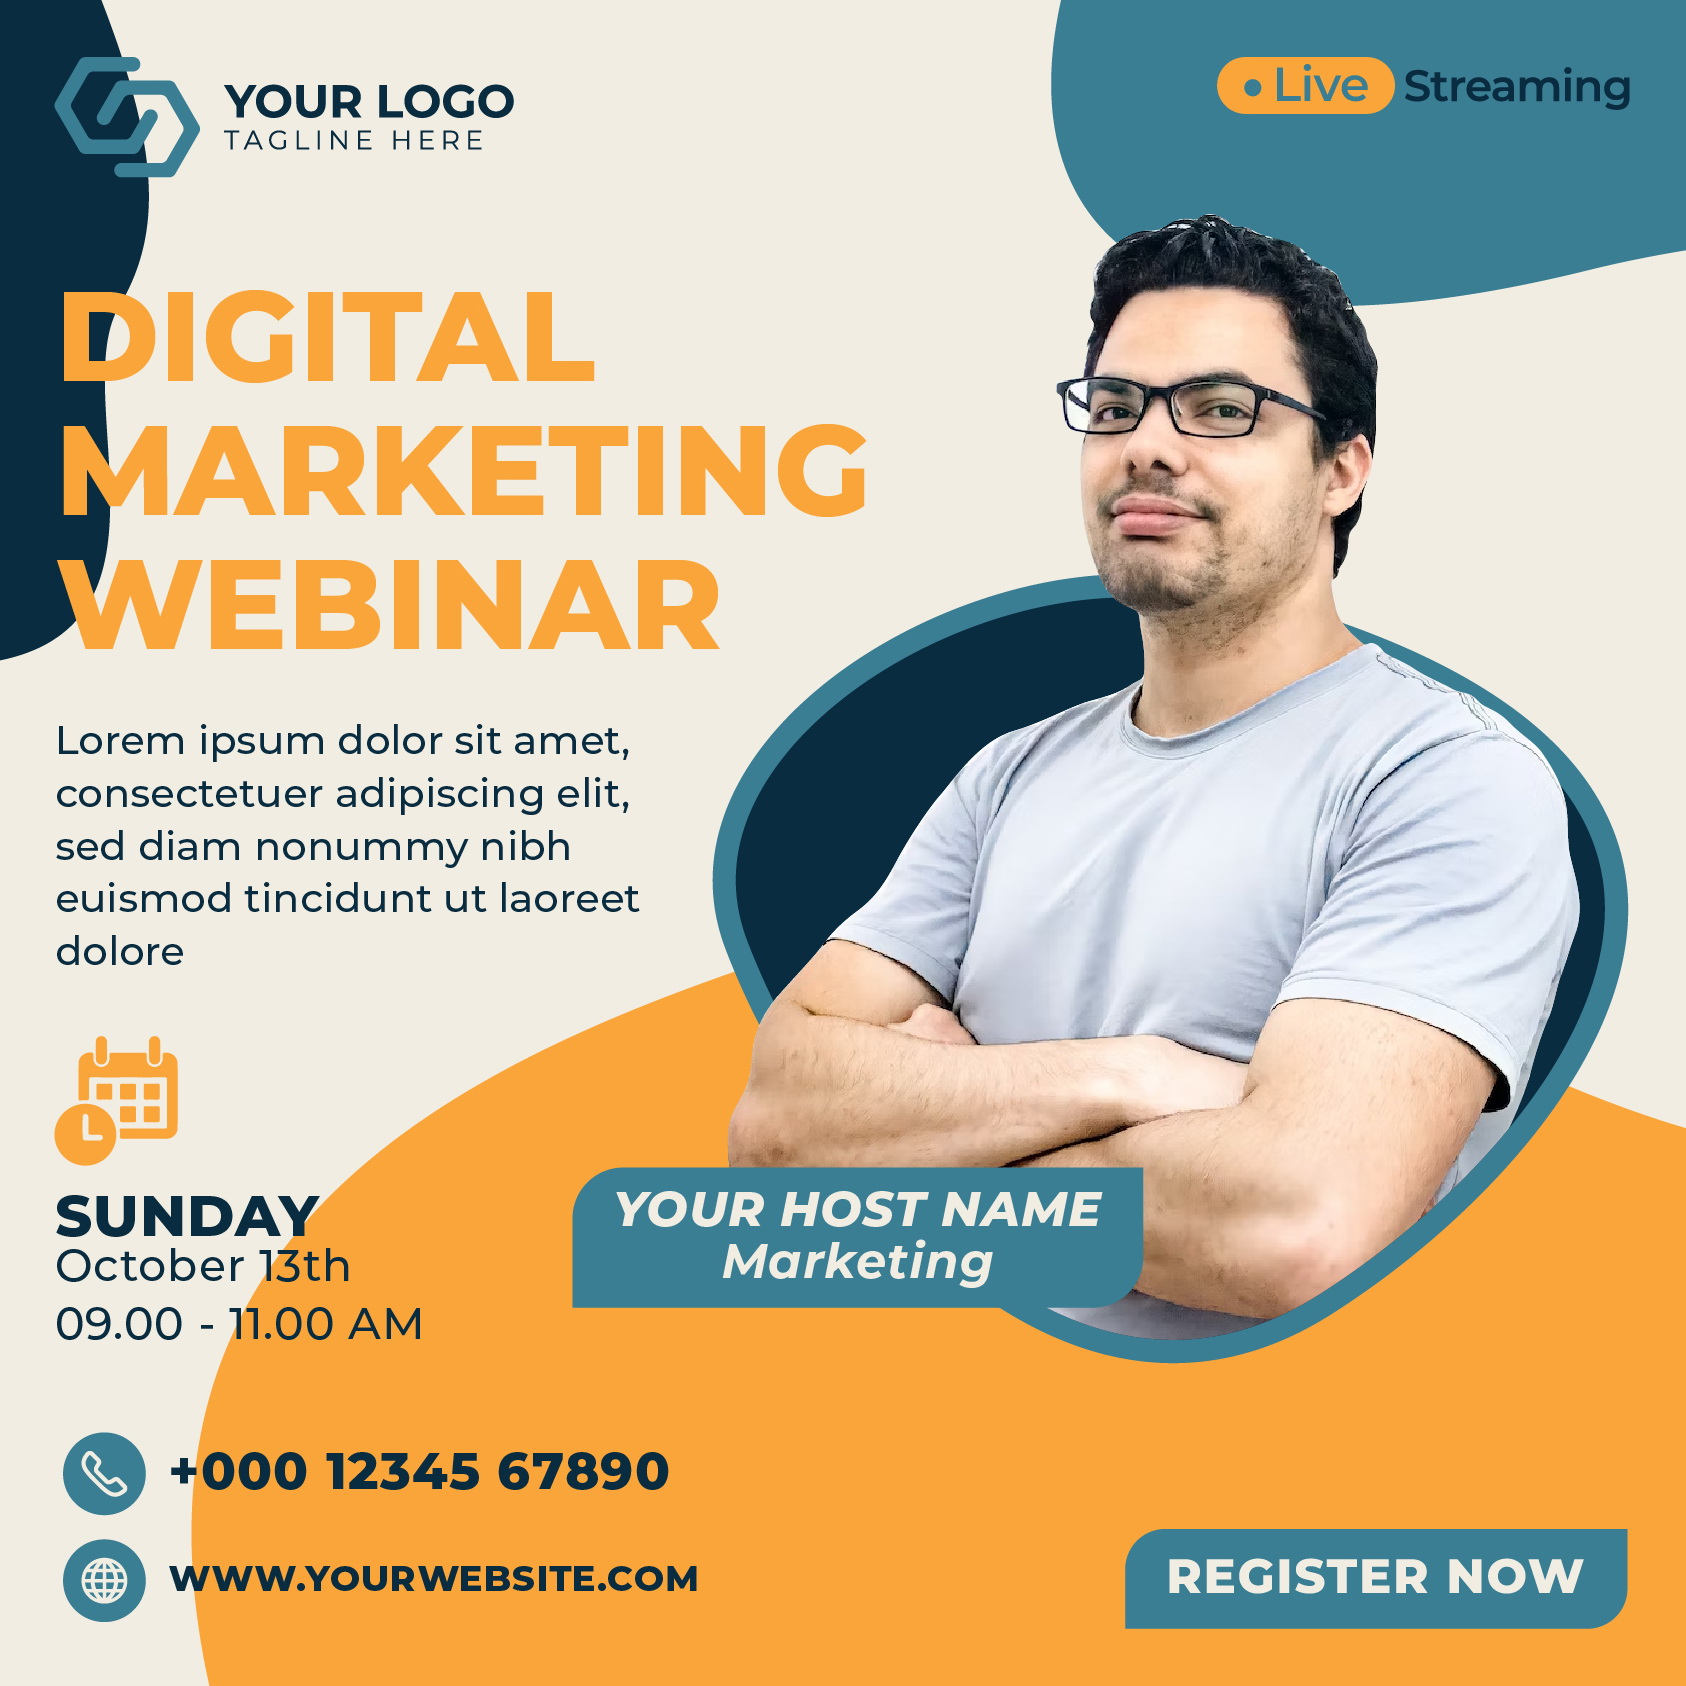 YOUR LOGO
TAGLINE HERE
Live Streaming
DIGITAL
MARKETING
WEBINAR
Lorem ipsum dolor sit amet,
consectetuer adipiscing elit,
sed diam nonummy nibh
euismod tincidunt ut laoreet
dolore
SUNDAY
October 13th
09.00 - 11.00 AM
YOUR HOST NAME
Marketing
+000 12345 67890
WWW.YOURWEBSITE.COM
REGISTER NOW